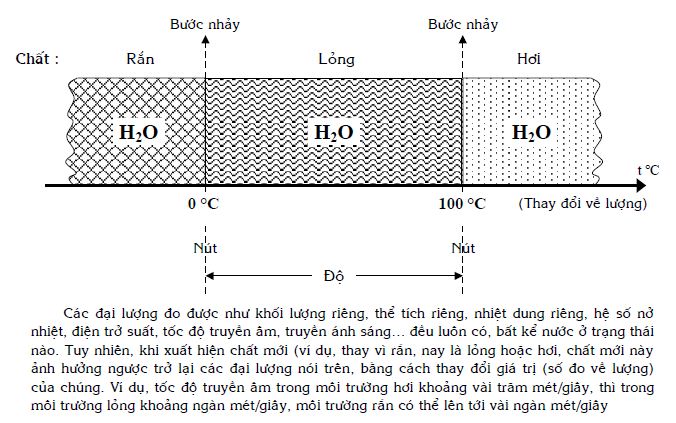 Bước nhảy Bước nhảy
Chất : Rắn Lỏng Hơi
H₂O H₂O H₂O
t °C
0 °C 100 °C (Thay đổi về lượng)
Nút Nút
Độ
Các đại lượng đo được như khối lượng riêng, thể tích riêng, nhiệt dung riêng, hệ số nở
nhiệt, điện trở suất, tốc độ truyền âm, truyền ánh sáng... đều luôn có, bất kể nước ở trạng thái
nào. Tuy nhiên, khi xuất hiện chất mới (ví dụ, thay vì rắn, nay là lỏng hoặc hơi, chất mới này
ảnh hưởng ngược trở lại các đại lượng nói trên, bằng cách thay đổi giá trị (số đo về lượng)
của chúng. Ví dụ, tốc độ truyền âm trong môi trường hơi khoảng vài trăm mét/giây, thì trong
môi trường lỏng khoảng ngàn mét/giây, môi trường rắn có thể lên tới vài ngàn mét/giây